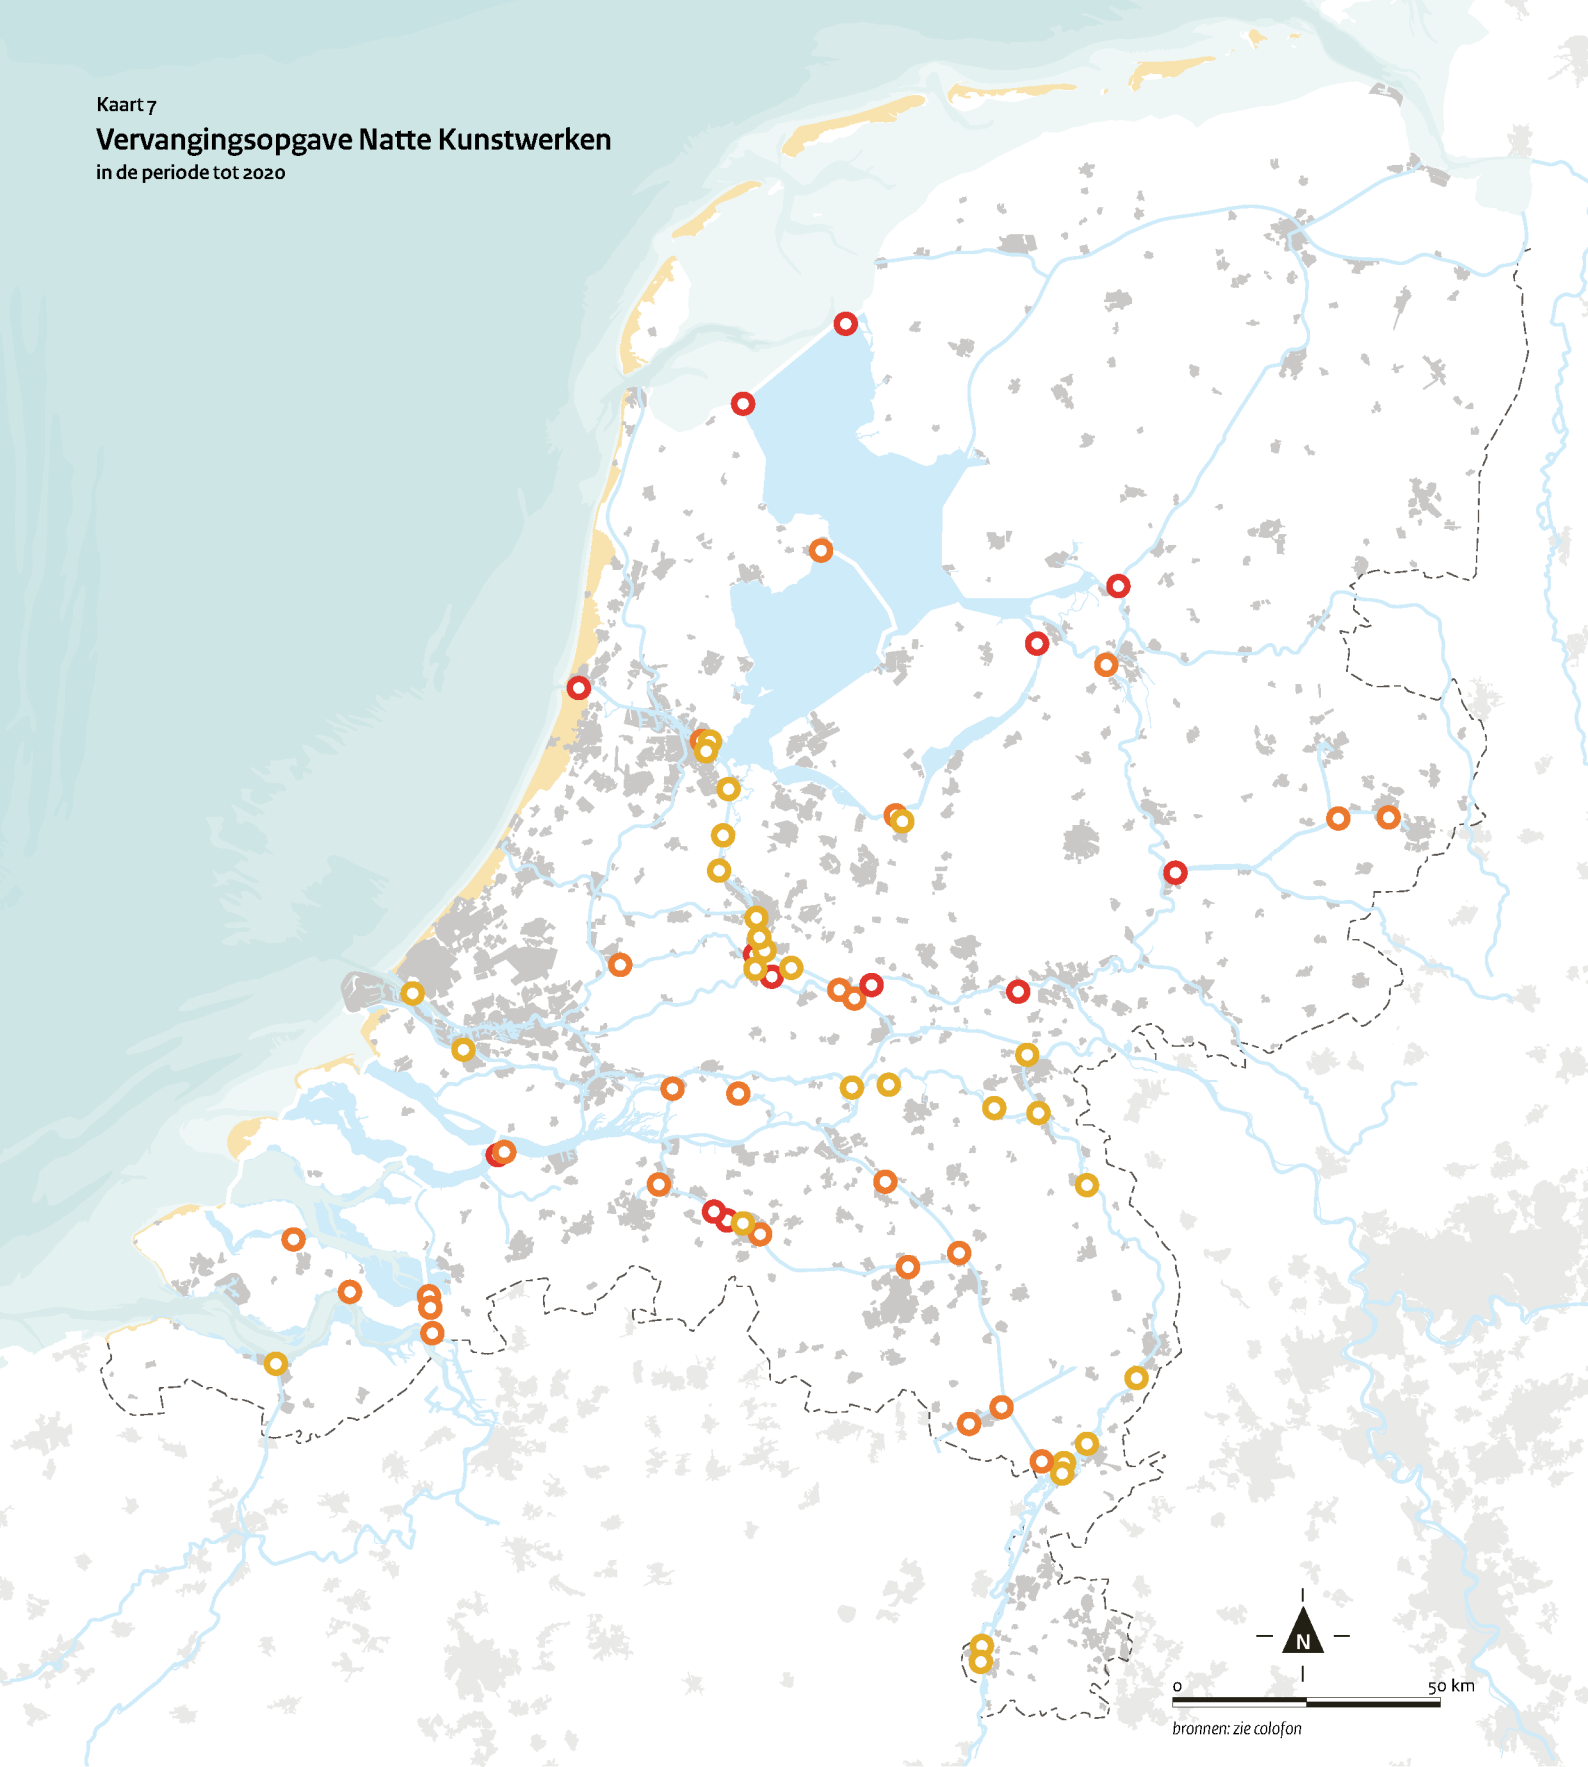 Kaart 7
Vervangingsopgave Natte Kunstwerken
in de periode tot 2020
N
0 50 km
bronnen: zie colofon